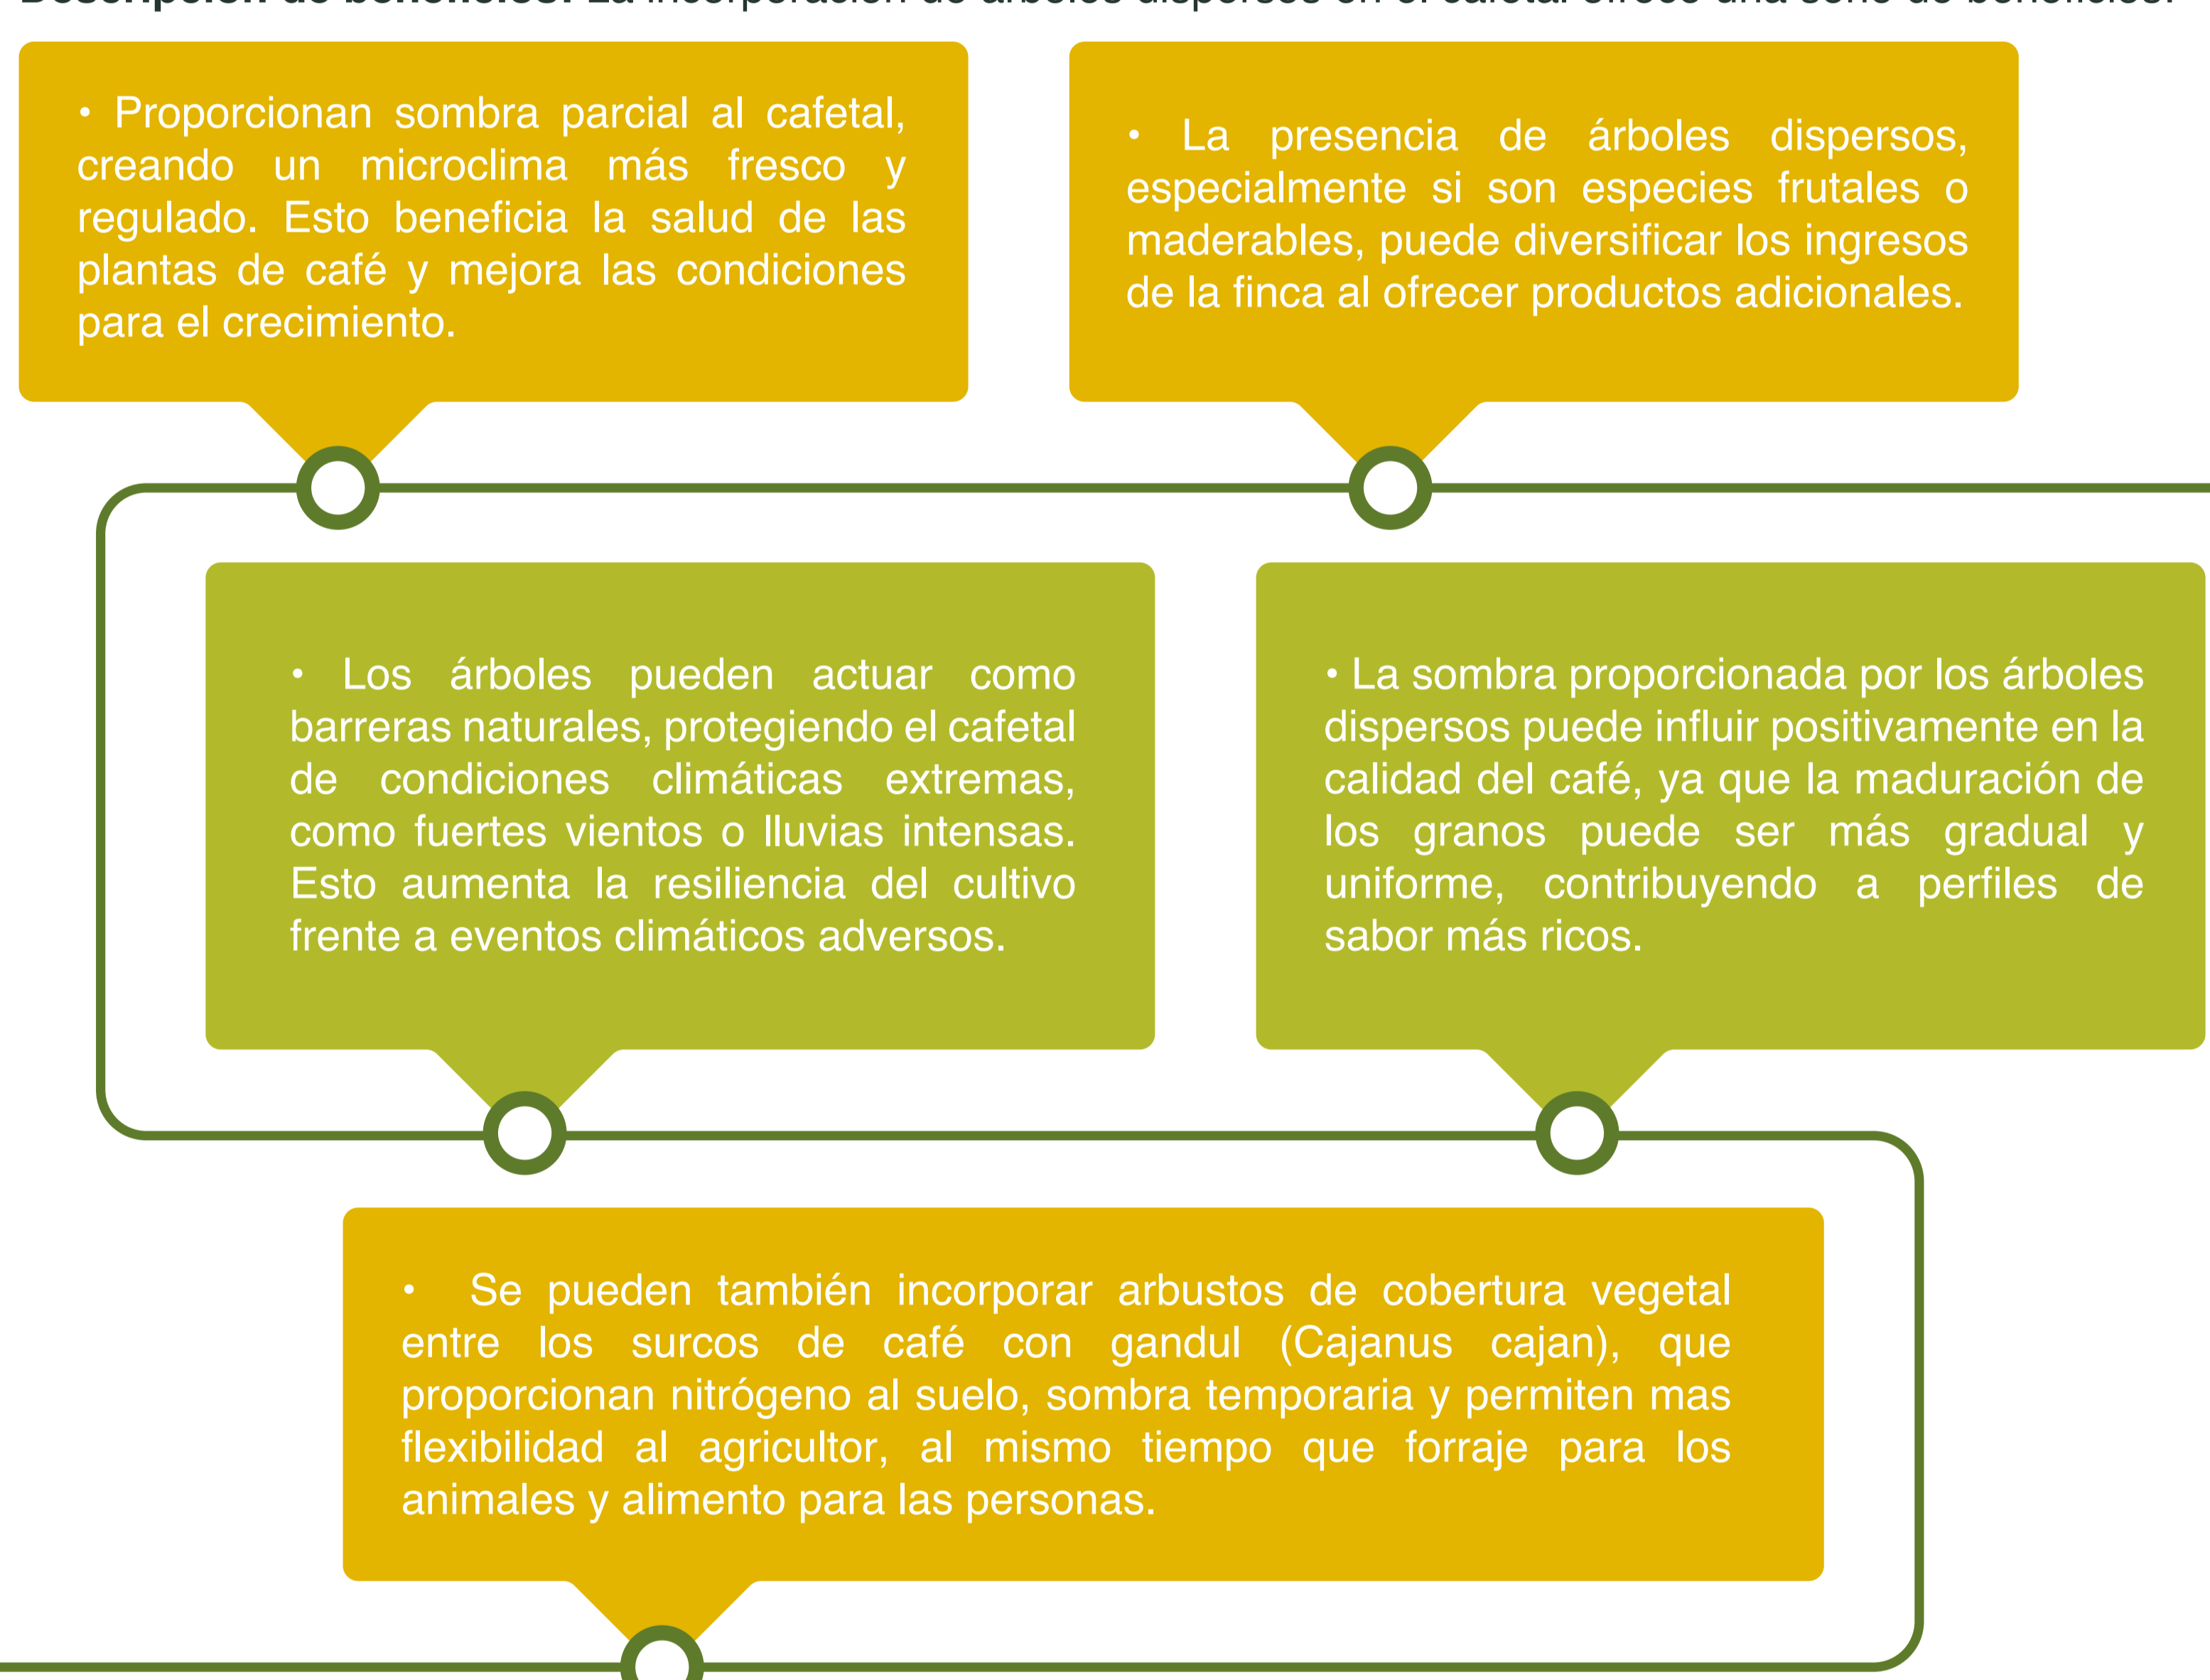 • Proporcionan sombra parcial al cafetal,
creando un microclima más fresco y
regulado. Esto beneficia la salud de las
plantas de café y mejora las condiciones
para el crecimiento.
• La presencia de árboles dispersos,
especialmente si son especies frutales o
maderables, puede diversificar los ingresos
de la finca al ofrecer productos adicionales.
• Los árboles pueden actuar como
barreras naturales, protegiendo el cafetal
de condiciones climáticas extremas,
como fuertes vientos o lluvias intensas.
Esto aumenta la resiliencia del cultivo
frente a eventos climáticos adversos.
• La sombra proporcionada por los árboles
dispersos puede influir positivamente en la
calidad del café, ya que la maduración de
los granos puede ser más gradual y
uniforme, contribuyendo a perfiles de
sabor más ricos.
• Se pueden también incorporar arbustos de cobertura vegetal
entre los surcos de café con gandul (Cajanus cajan), que
proporcionan nitrógeno al suelo, sombra temporaria y permiten mas
flexibilidad al agricultor, al mismo tiempo que forraje para los
animales y alimento para las personas.